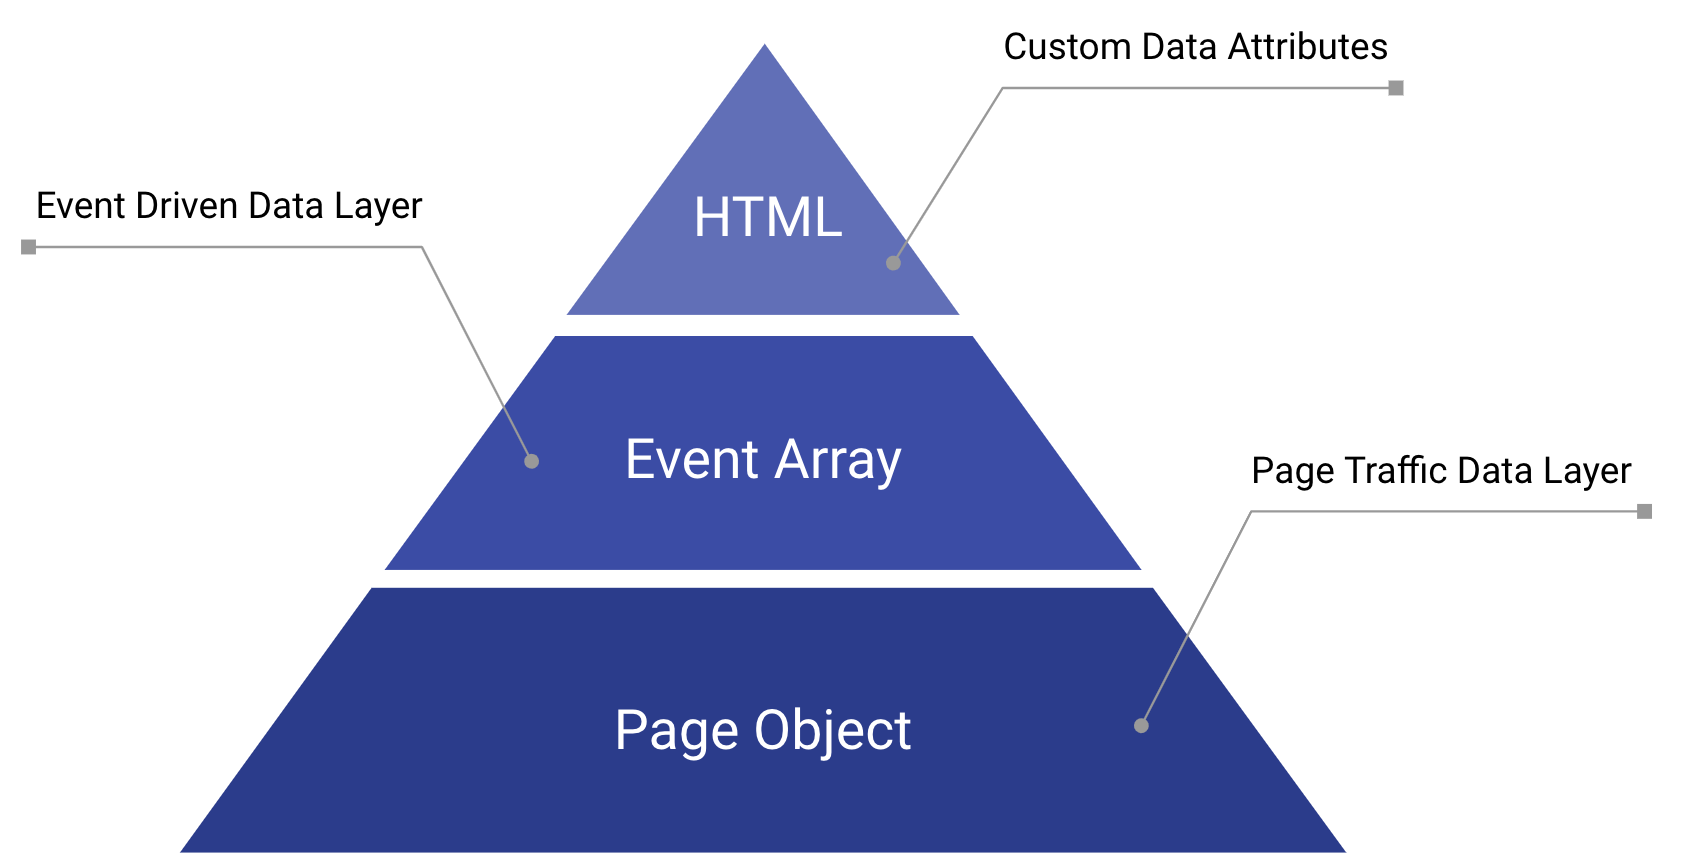 Custom Data Attributes
HTML
Event Driven Data Layer
Event Array
Page Traffic Data Layer
Page Object